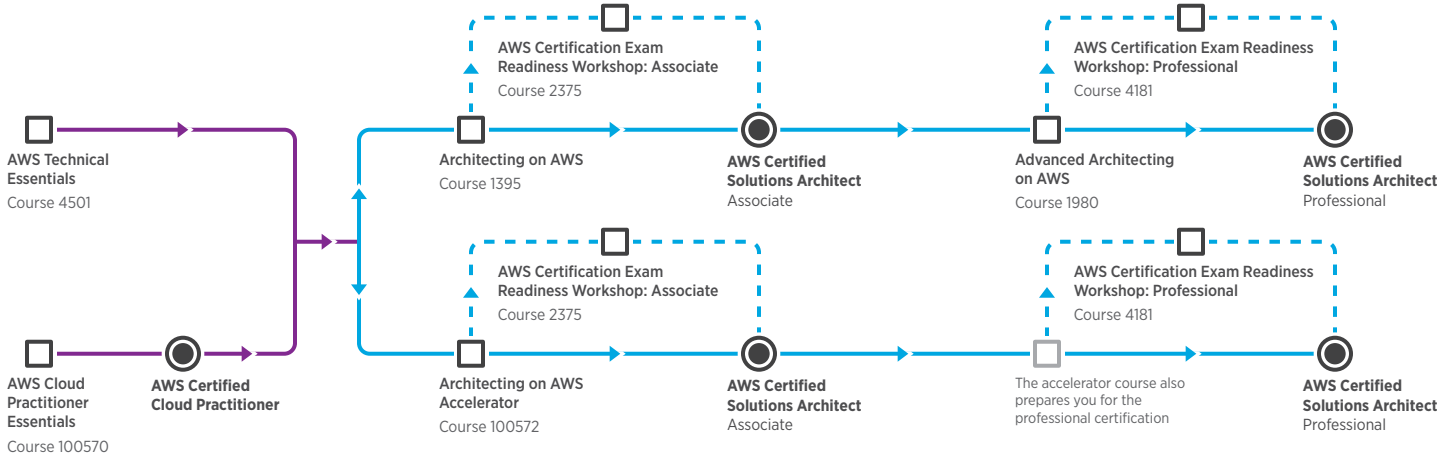 AWS Certification Exam
Readiness Workshop: Associate
Course 2375
AWS Certification Exam Readiness
Workshop: Professional
Course 4181
AWS Technical
Essentials
Course 4501
Architecting on AWS
Course 1395
AWS Certified
Solutions Architect
Associate
Advanced Architecting
on AWS
Course 1980
AWS Certified
Solutions Architect
Professional
AWS Certification Exam
Readiness Workshop: Associate
Course 2375
AWS Certification Exam Readiness
Workshop: Professional
Course 4181
AWS Cloud
Practitioner
Essentials
Course 100570
AWS Certified
Cloud Practitioner
Architecting on AWS
Accelerator
Course 100572
AWS Certified
Solutions Architect
Associate
The accelerator course also
prepares you for the
professional certification
AWS Certified
Solutions Architect
Professional